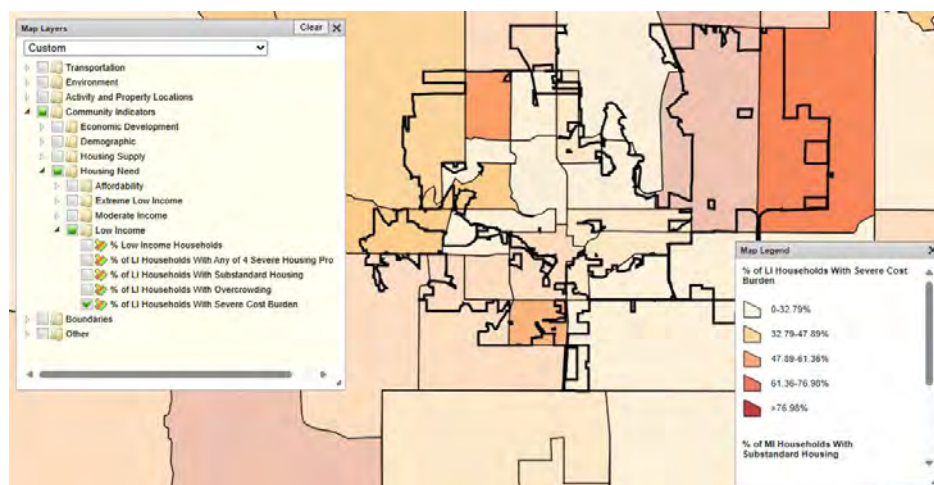 Map Layers
Clear
Custom
Transportation
Environment
Activity and Property Locations
Community Indicators
Economic Development
Demographic
Housing Supply
Housing Need
Affordability
Extreme Low Income
Moderate Income
Low Income
% Low Income Households
% of LI Households With Any of 4 Severe Housing Pro
% of LI Households With Substandard Housing
% of LI Households With Overcrowding
% of LI Households With Severe Cost Burden
Boundaries
Other
Map Legend
% of LI Households With Severe Cost
Burden
0-32.79%
32.79-47.89%
47.89-61.36%
61.36-76.98%
>76.98%
% of MI Households With
Substandard Housing